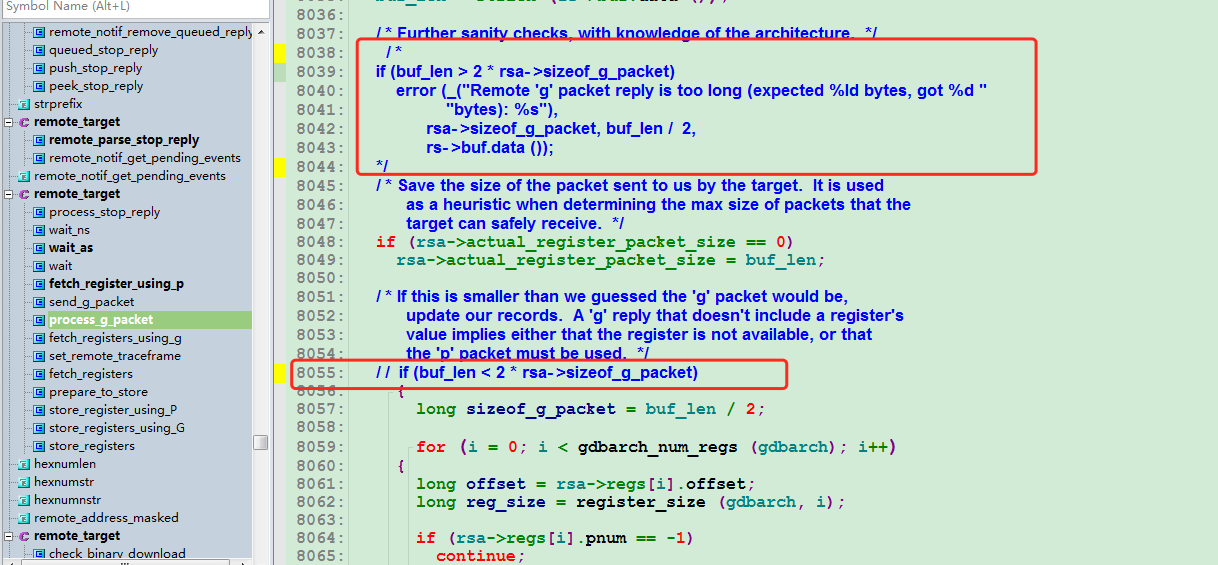 Symbol Name (Alt+L)
remote_notif_remove_queued_reply
queued_stop_reply
push_stop_reply
peek_stop_reply
strprefix
remote_target
remote_parse_stop_reply
remote_notif_get_pending_events
remote_notif_get_pending_events
remote_target
process_stop_reply
wait_ns
wait_as
wait
fetch_register_using_p
send_g_packet
process_g_packet
fetch_registers_using_g
set_remote_traceframe
fetch_registers
prepare_to_store
store_register_using_P
store_registers_using_G
store_registers
hexnumlen
hexnumstr
hexnumnstr
remote_address_masked
remote_target
check_binary_download
8036:
8037: /* Further sanity checks, with knowledge of the architecture. */
8038: /*
8039: if (buf_len > 2 * rsa->sizeof_g_packet)
8040: error (_("Remote 'g' packet reply is too long (expected %ld bytes, got %d "
8041: "bytes): %s"),
8042: rsa->sizeof_g_packet, buf_len / 2,
8043: rs->buf.data ());
8044: */
8045: /* Save the size of the packet sent to us by the target. It is used
8046: as a heuristic when determining the max size of packets that the
8047: target can safely receive. */
8048: if (rsa->actual_register_packet_size == 0)
8049: rsa->actual_register_packet_size = buf_len;
8050:
8051: /* If this is smaller than we guessed the 'g' packet would be,
8052: update our records. A 'g' reply that doesn't include a register's
8053: value implies either that the register is not available, or that
8054: the 'p' packet must be used. */
8055: // if (buf_len < 2 * rsa->sizeof_g_packet)
8056: {
8057: long sizeof_g_packet = buf_len / 2;
8058:
8059: for (i = 0; i < gdbarch_num_regs (gdbarch); i++)
8060: {
8061: long offset = rsa->regs[i].offset;
8062: long reg_size = register_size (gdbarch, i);
8063:
8064: if (rsa->regs[i].pnum == -1)
8065: continue;